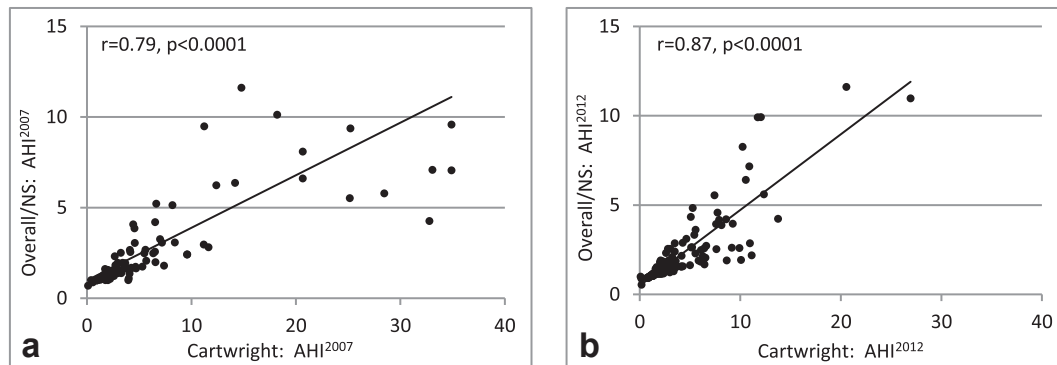 15
r=0.79, p<0.0001
10
5
0
Overall/NS: AHI2007
0 10 20 30 40
Cartwright: AHI2007
a
15
r=0.87, p<0.0001
10
5
0
Overall/NS: AHI2012
0 10 20 30 40
Cartwright: AHI2012
b